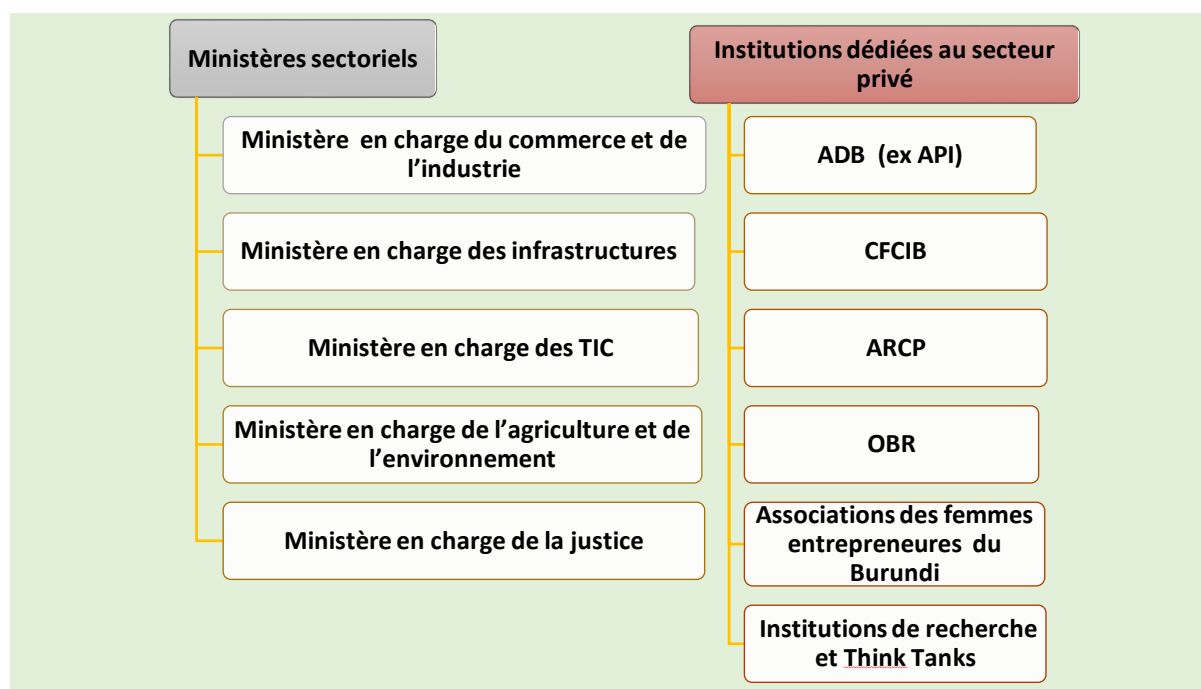 Ministères sectoriels
Ministère en charge du commerce et de
l’industrie
Ministère en charge des infrastructures
Ministère en charge des TIC
Ministère en charge de l’agriculture et de
l’environnement
Ministère en charge de la justice
Institutions dédiées au secteur
privé
ADB (ex API)
CFCIB
ARCP
OBR
Associations des femmes
entrepreneures du
Burundi
Institutions de recherche
et Think Tanks